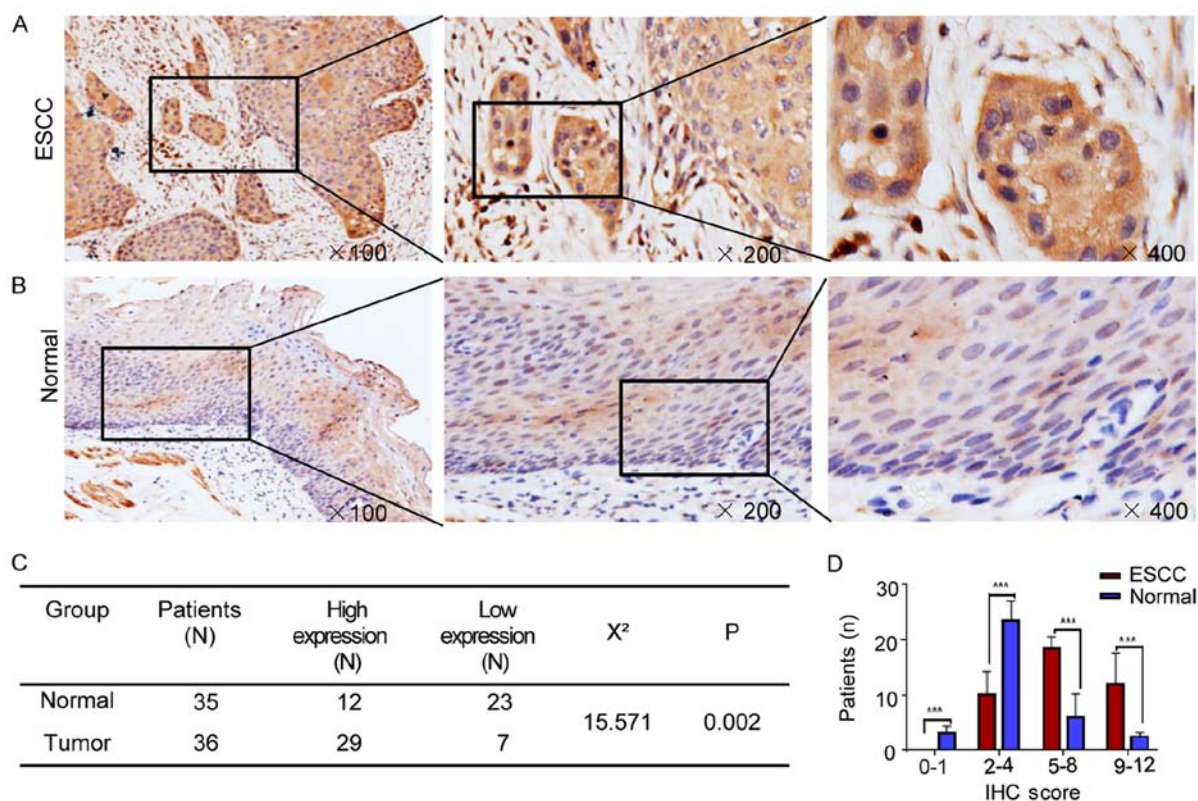 A
ESCC
× 100
× 200
× 400
B
Normal
× 100
× 200
× 400
C
Group Patients (N) High expression (N) Low expression (N) X² P
Normal 35 12 23 15.571 0.002
Tumor 36 29 7
D
ESCC
Normal
Patients (n)
30
20
10
0
***
***
***
***
0-1 2-4 5-8 9-12
IHC score